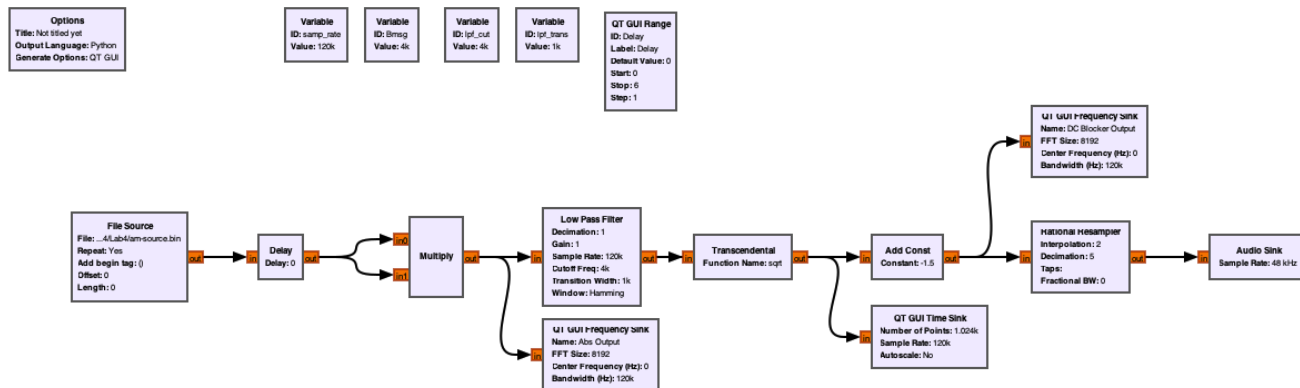 Options
Title: Not titled yet
Output Language: Python
Generate Options: QT GUI
Variable
ID: samp_rate
Value: 120k
Variable
ID: Bmsg
Value: 4k
Variable
ID: lpf_cut
Value: 4k
Variable
ID: lpf_trans
Value: 1k
QT GUI Range
ID: Delay
Label: Delay
Default Value: 0
Start: 0
Stop: 6
Step: 1
File Source
File: ...4/Lab4/am-source.bin
Repeat: Yes
Add begin tag: ()
Offset: 0
Length: 0
out
in
Delay
Delay: 0
out
in0
in1
Multiply
out
in
Low Pass Filter
Decimation: 1
Gain: 1
Sample Rate: 120k
Cutoff Freq: 4k
Transition Width: 1k
Window: Hamming
out
in
QT GUI Frequency Sink
Name: Abs Output
FFT Size: 8192
Center Frequency (Hz): 0
Bandwidth (Hz): 120k
in
Transcendental
Function Name: sqrt
out
in
Add Const
Constant: -1.5
out
in
QT GUI Time Sink
Number of Points: 1.024k
Sample Rate: 120k
Autoscale: No
in
QT GUI Frequency Sink
Name: DC Blocker Output
FFT Size: 8192
Center Frequency (Hz): 0
Bandwidth (Hz): 120k
in
Rational Resampler
Interpolation: 2
Decimation: 5
Taps:
Fractional BW: 0
out
in
Audio Sink
Sample Rate: 48 kHz